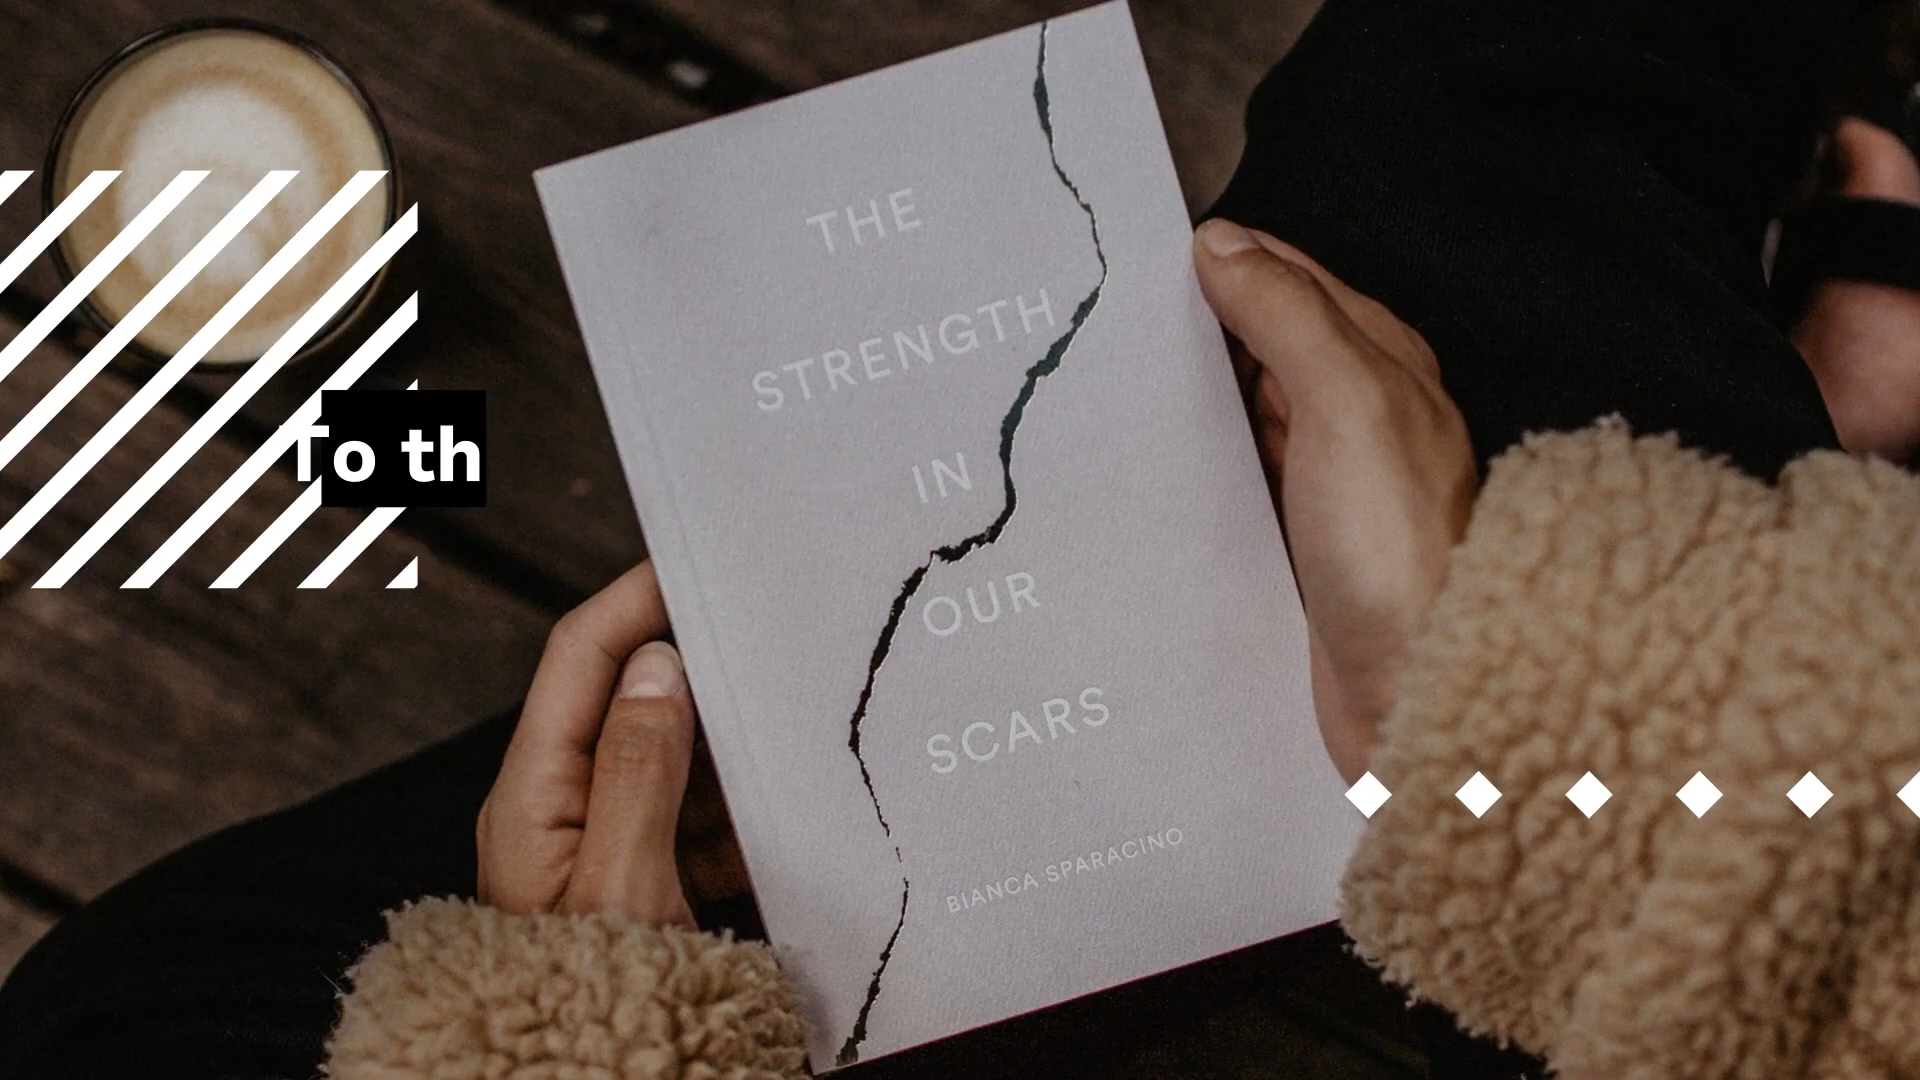 To th
THE
STRENGTH
IN
OUR
SCARS
BIANCA SPARACINO